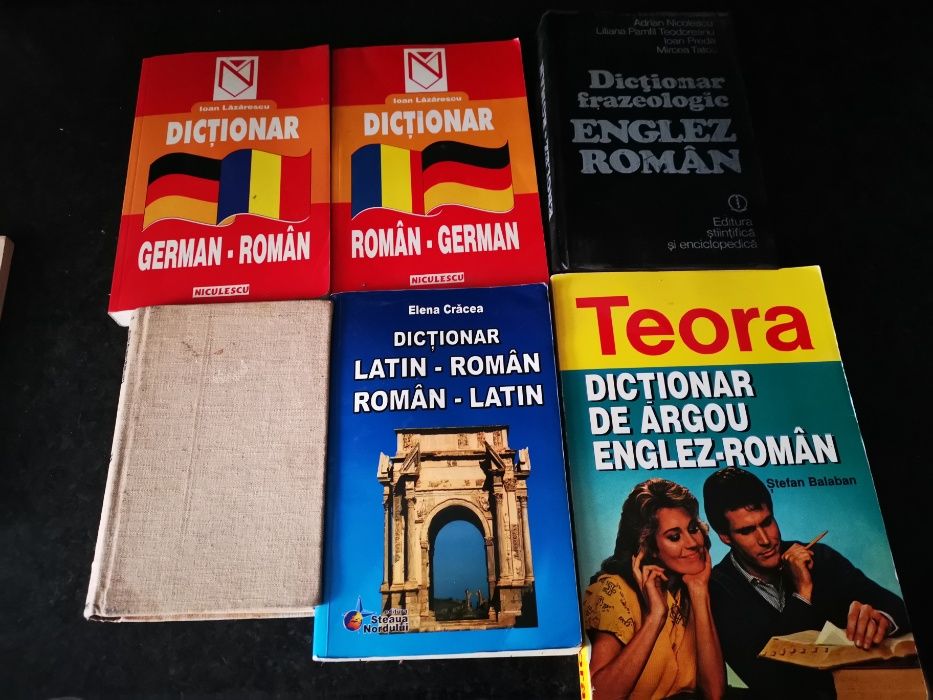 Ioan Lăzărescu
DICȚIONAR
GERMAN - ROMÂN
NICULESCU
Ioan Lăzărescu
DICȚIONAR
ROMÂN - GERMAN
NICULESCU
Adrian Nicolescu
Liliana Pamfil Teodoreanu
Ioan Preda
Mircea Tatos
Dicţionar
frazeologic
ENGLEZ
ROMÂN
Editura
științifică
și enciclopedică
Elena Crăcea
DICȚIONAR
LATIN - ROMÂN
ROMÂN - LATIN
editura
Steaua
Nordului
Teora
DICȚIONAR
DE ARGOU
ENGLEZ-ROMÂN
Ștefan Balaban